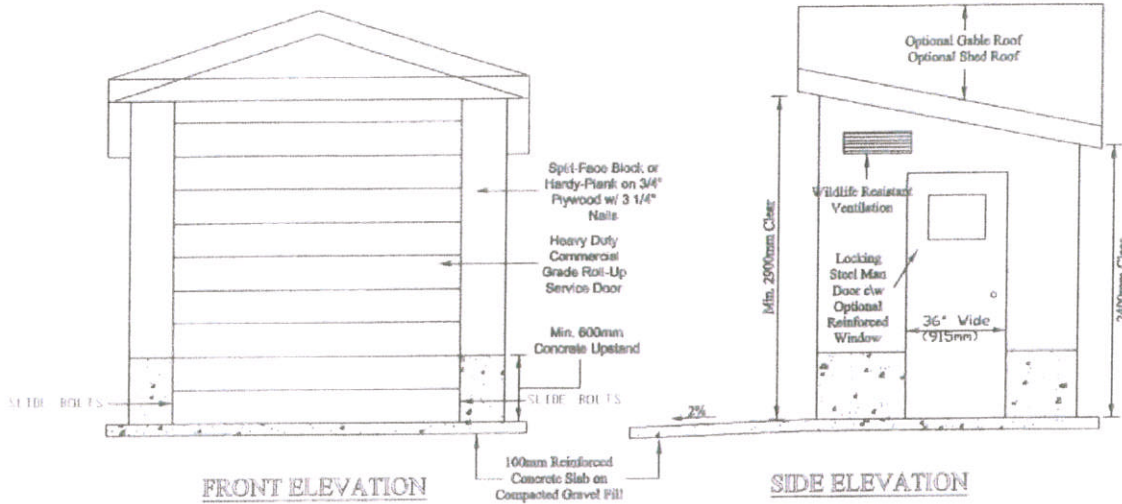 Split-Face Block or
Hardy-Plank on 3/4"
Plywood w/ 3 1/4"
Nails
Heavy Duty
Commercial
Grade Roll-Up
Service Door
Min. 600mm
Concrete Upstand
SLIDE BOLTS
SLIDE BOLTS
100mm Reinforced
Concrete Slab on
Compacted Gravel Fill
FRONT ELEVATION
Optional Gable Roof
Optional Shed Roof
Wildlife Resistant
Ventilation
Min. 2900mm Clear
Locking
Steel Man
Door c/w
Optional
Reinforced
Window
36" Wide
(915mm)
2400mm Clear
2%
SIDE ELEVATION